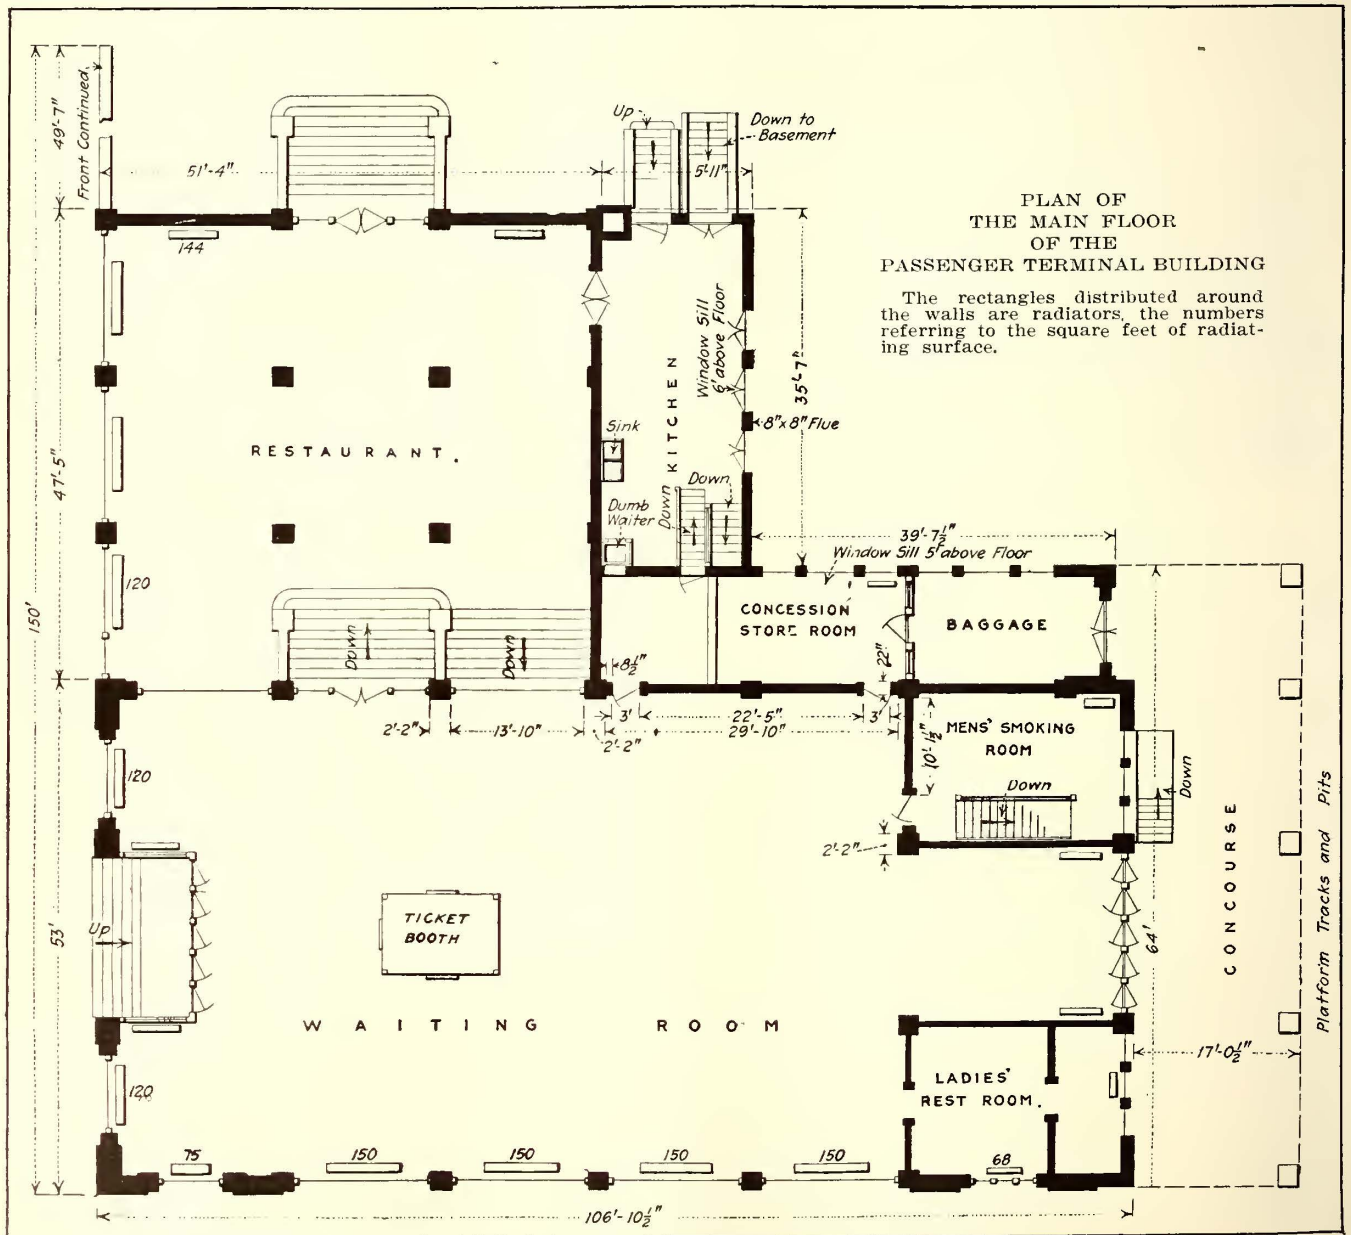 PLAN OF
THE MAIN FLOOR
OF THE
PASSENGER TERMINAL BUILDING
The rectangles distributed around
the walls are radiators, the numbers
referring to the square feet of radiat-
ing surface.
49'-7"
Front Continued.
51'-4"
Up
Down to
Basement
5'-11"
144
150'
47'-5"
RESTAURANT.
KITCHEN
Window Sill
6' above Floor
35'-7"
8"x8" Flue
Sink
Dumb
Waiter
Down
Down
39'-7½"
Window Sill 5' above Floor
120
CONCESSION
STORE ROOM
BAGGAGE
Down
Down
8½"
22"
2'-2"
13'-10"
3'
22'-5"
3'
29'-10"
2'-2"
10'-1½"
MENS' SMOKING
ROOM
Down
Down
120
2'-2"
53'
Up
TICKET
BOOTH
64'
CONCOURSE
Platform Tracks and Pits
WAITING ROOM
17'-0½"
LADIES'
REST ROOM.
120
75
150
150
150
150
68
106'-10½"